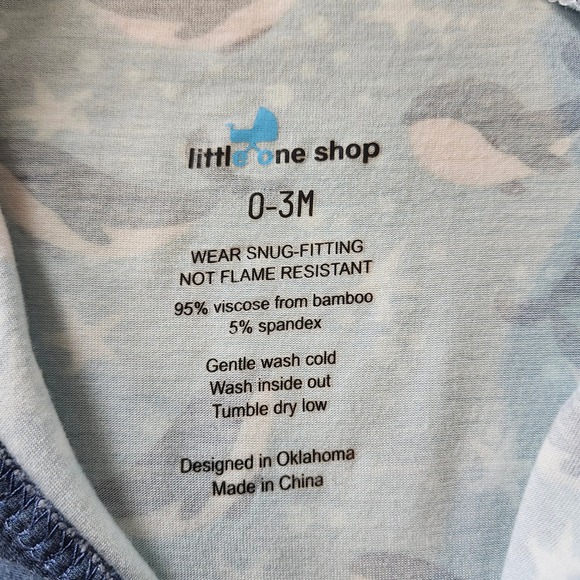 little one shop
0-3M
WEAR SNUG-FITTING
NOT FLAME RESISTANT
95% viscose from bamboo
5% spandex
Gentle wash cold
Wash inside out
Tumble dry low
Designed in Oklahoma
Made in China